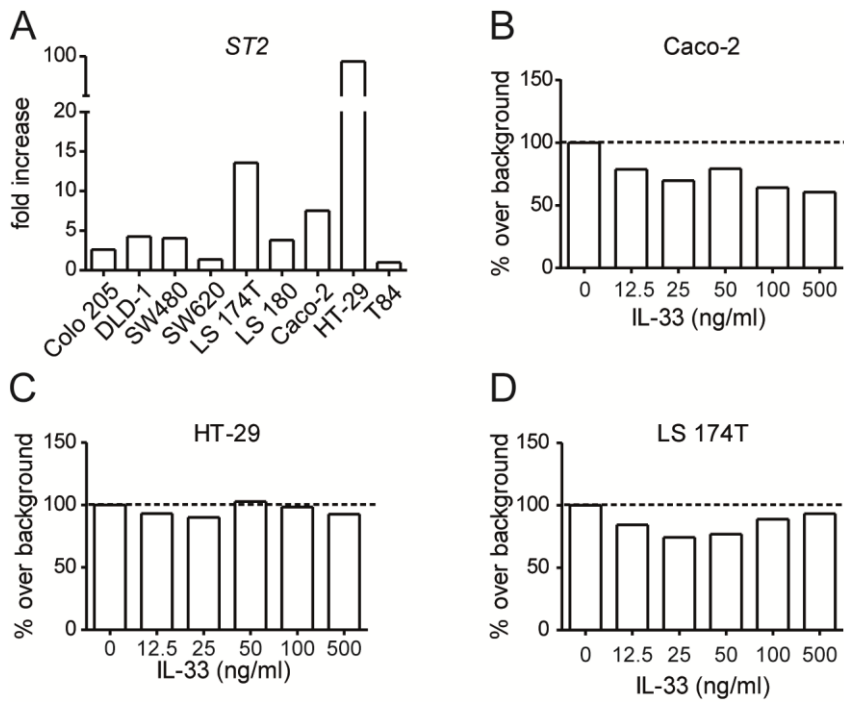 A
ST2
fold increase
100
20
15
5
0
Colo 205
DLD-1
SW480
SW620
LS 174T
LS 180
Caco-2
HT-29
T84
B
Caco-2
% over background
150
100
50
0
0 12.5 25 50 100 500
IL-33 (ng/ml)
C
HT-29
% over background
150
100
50
0
0 12.5 25 50 100 500
IL-33 (ng/ml)
D
LS 174T
% over background
150
100
50
0
0 12.5 25 50 100 500
IL-33 (ng/ml)